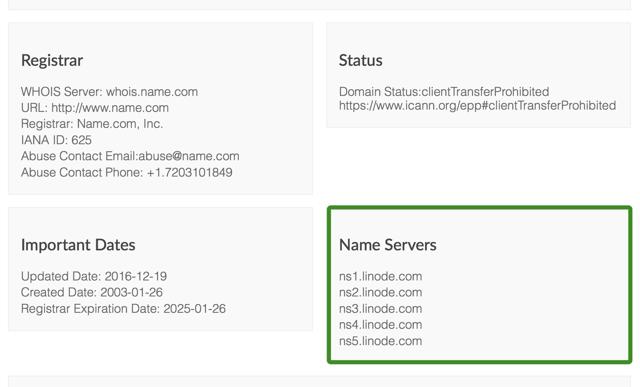 Registrar
WHOIS Server: whois.name.com
URL: http://www.name.com
Registrar: Name.com, Inc.
IANA ID: 625
Abuse Contact Email:abuse@name.com
Abuse Contact Phone: +1.7203101849
Status
Domain Status:clientTransferProhibited
https://www.icann.org/epp#clientTransferProhibited
Important Dates
Updated Date: 2016-12-19
Created Date: 2003-01-26
Registrar Expiration Date: 2025-01-26
Name Servers
ns1.linode.com
ns2.linode.com
ns3.linode.com
ns4.linode.com
ns5.linode.com